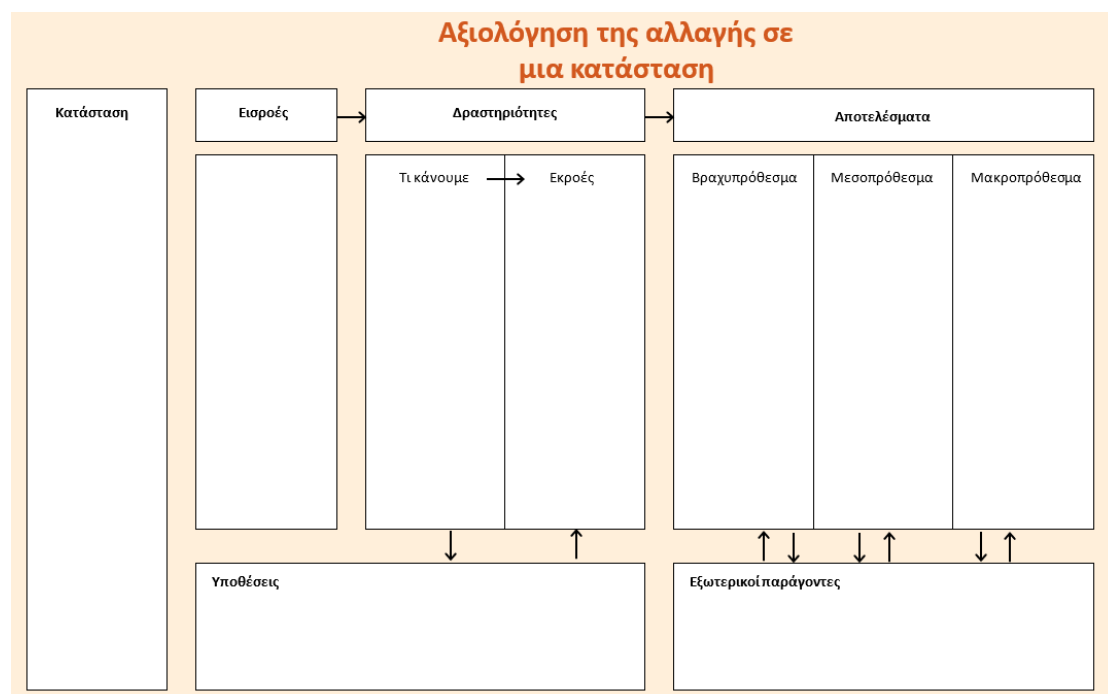 Αξιολόγηση της αλλαγής σε
μια κατάσταση
Κατάσταση
Εισροές
Δραστηριότητες
Αποτελέσματα
Τι κάνουμε
Εκροές
Βραχυπρόθεσμα
Μεσοπρόθεσμα
Μακροπρόθεσμα
Υποθέσεις
Εξωτερικοί παράγοντες